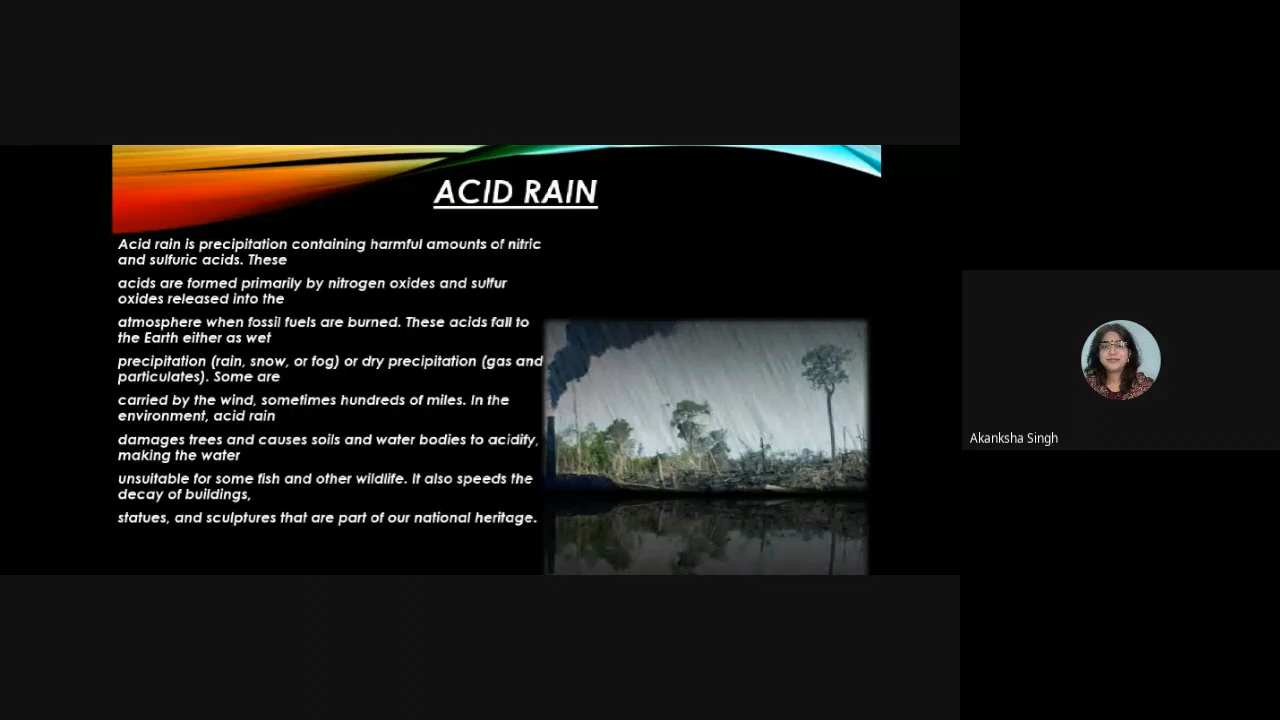 ACID RAIN
Acid rain is precipitation containing harmful amounts of nitric
and sulfuric acids. These
acids are formed primarily by nitrogen oxides and sulfur
oxides released into the
atmosphere when fossil fuels are burned. These acids fall to
the Earth either as wet
precipitation (rain, snow, or fog) or dry precipitation (gas and
particulates). Some are
carried by the wind, sometimes hundreds of miles. In the
environment, acid rain
damages trees and causes soils and water bodies to acidify,
making the water
unsuitable for some fish and other wildlife. It also speeds the
decay of buildings,
statues, and sculptures that are part of our national heritage.
Akanksha Singh